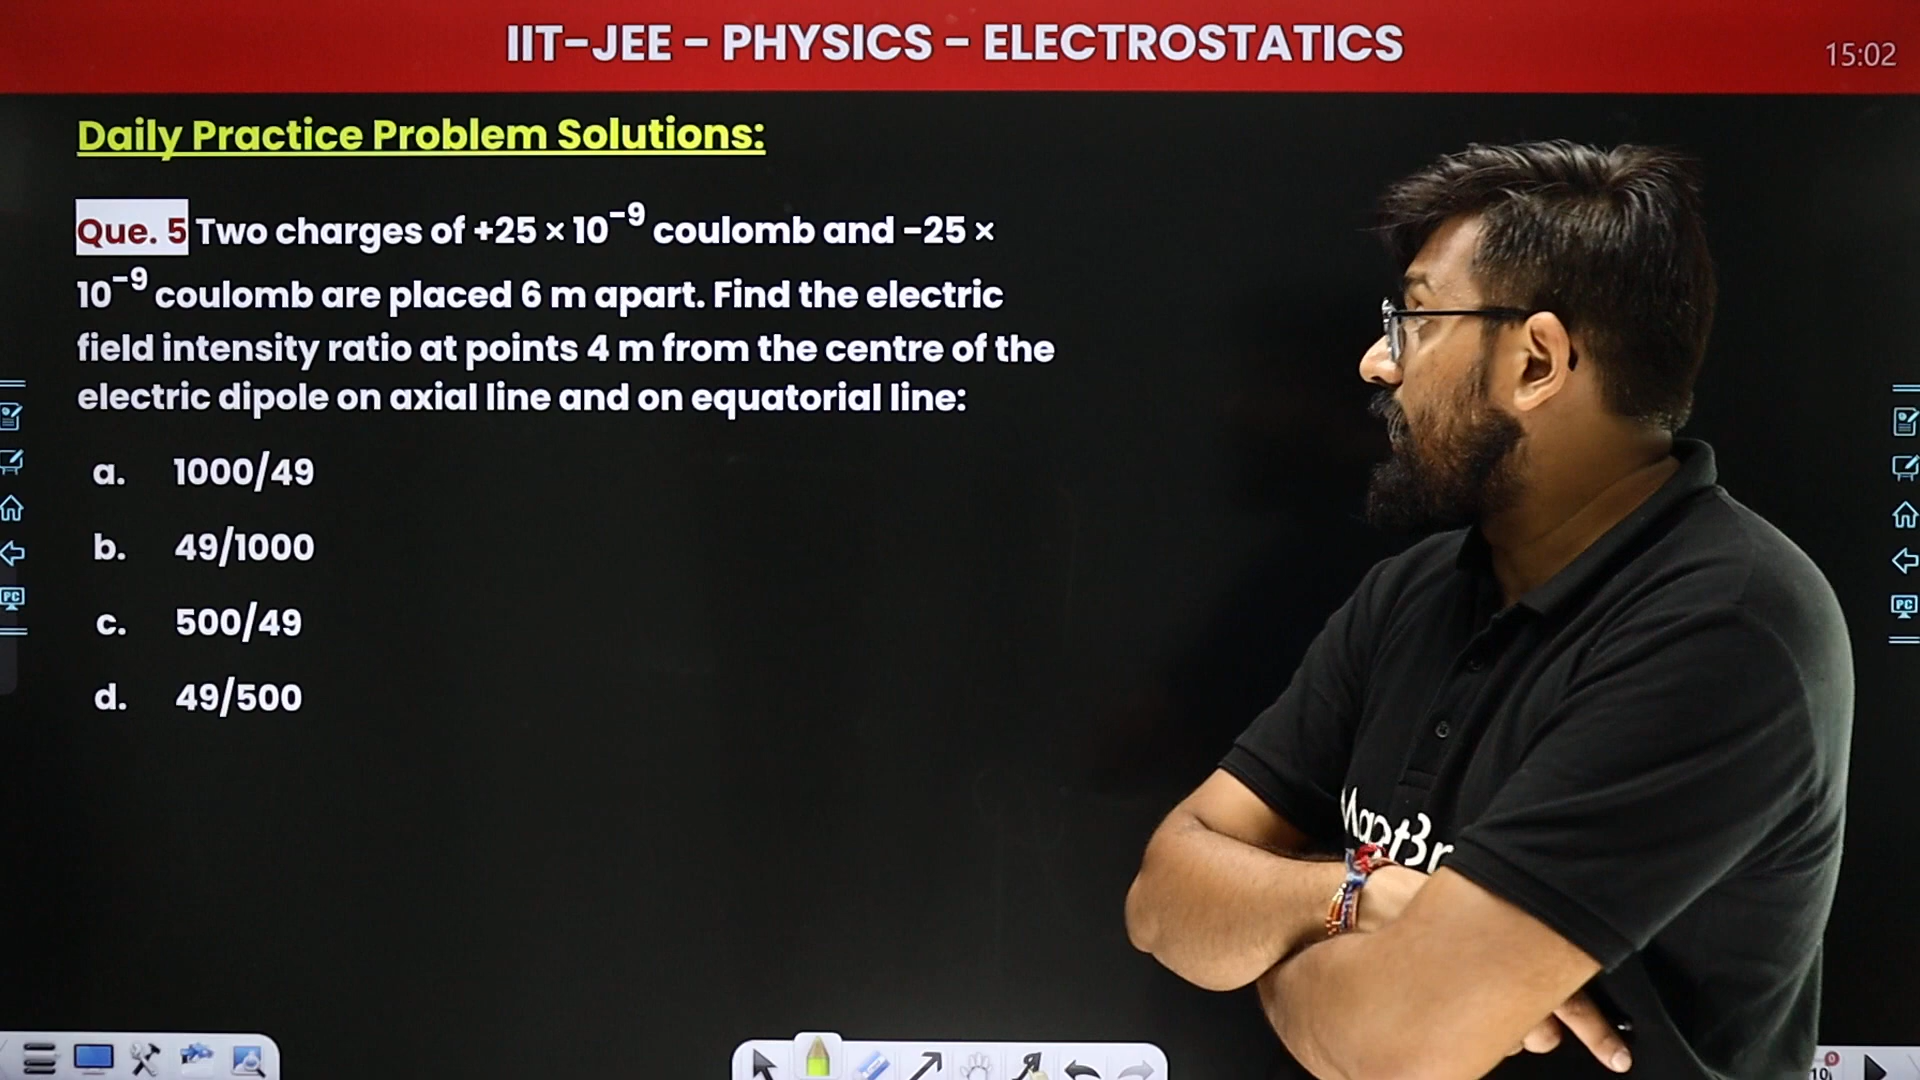 IIT-JEE - PHYSICS - ELECTROSTATICS
15:02
Daily Practice Problem Solutions:
Que. 5 Two charges of +25 × 10⁻⁹ coulomb and -25 ×
10⁻⁹ coulomb are placed 6 m apart. Find the electric
field intensity ratio at points 4 m from the centre of the
electric dipole on axial line and on equatorial line:
a. 1000/49
b. 49/1000
c. 500/49
d. 49/500
PC
PC